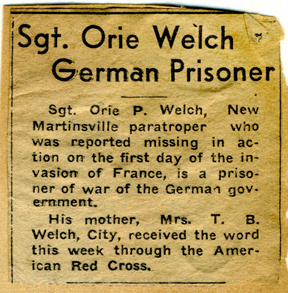 Sgt. Orie Welch
German Prisoner
Sgt. Orie P. Welch, New
Martinsville paratroper who
was reported missing in ac-
tion on the first day of the in-
vasion of France, is a priso-
ner of war of the German gov-
ernment.
His mother, Mrs. T. B.
Welch, City, received the word
this week through the Amer-
ican Red Cross.